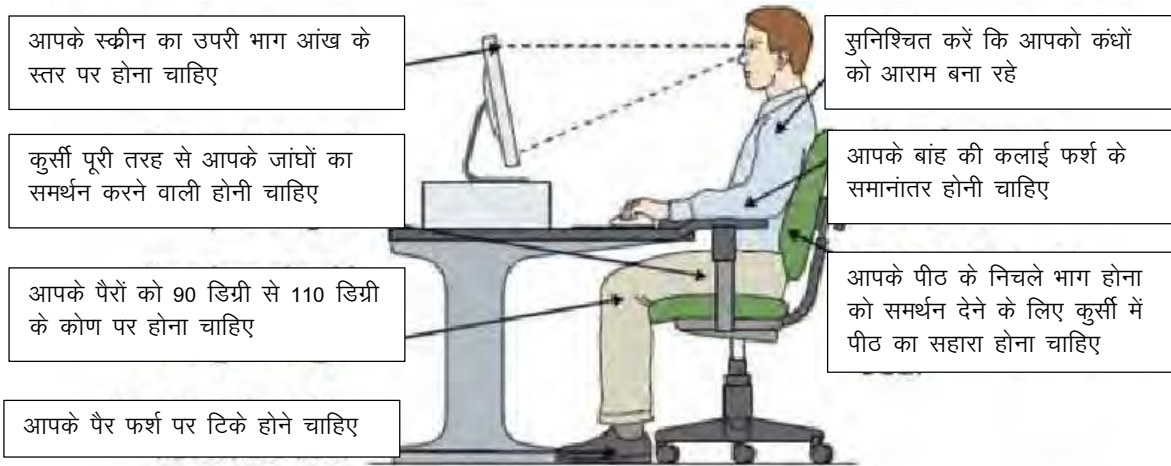 आपके स्क्रीन का उपरी भाग आंख के
स्तर पर होना चाहिए
कुर्सी पूरी तरह से आपके जांघों का
समर्थन करने वाली होनी चाहिए
आपके पैरों को 90 डिग्री से 110 डिग्री
के कोण पर होना चाहिए
आपके पैर फर्श पर टिके होने चाहिए
सुनिश्चित करें कि आपको कंधों
को आराम बना रहे
आपके बांह की कलाई फर्श के
समानांतर होनी चाहिए
आपके पीठ के निचले भाग होना
को समर्थन देने के लिए कुर्सी में
पीठ का सहारा होना चाहिए